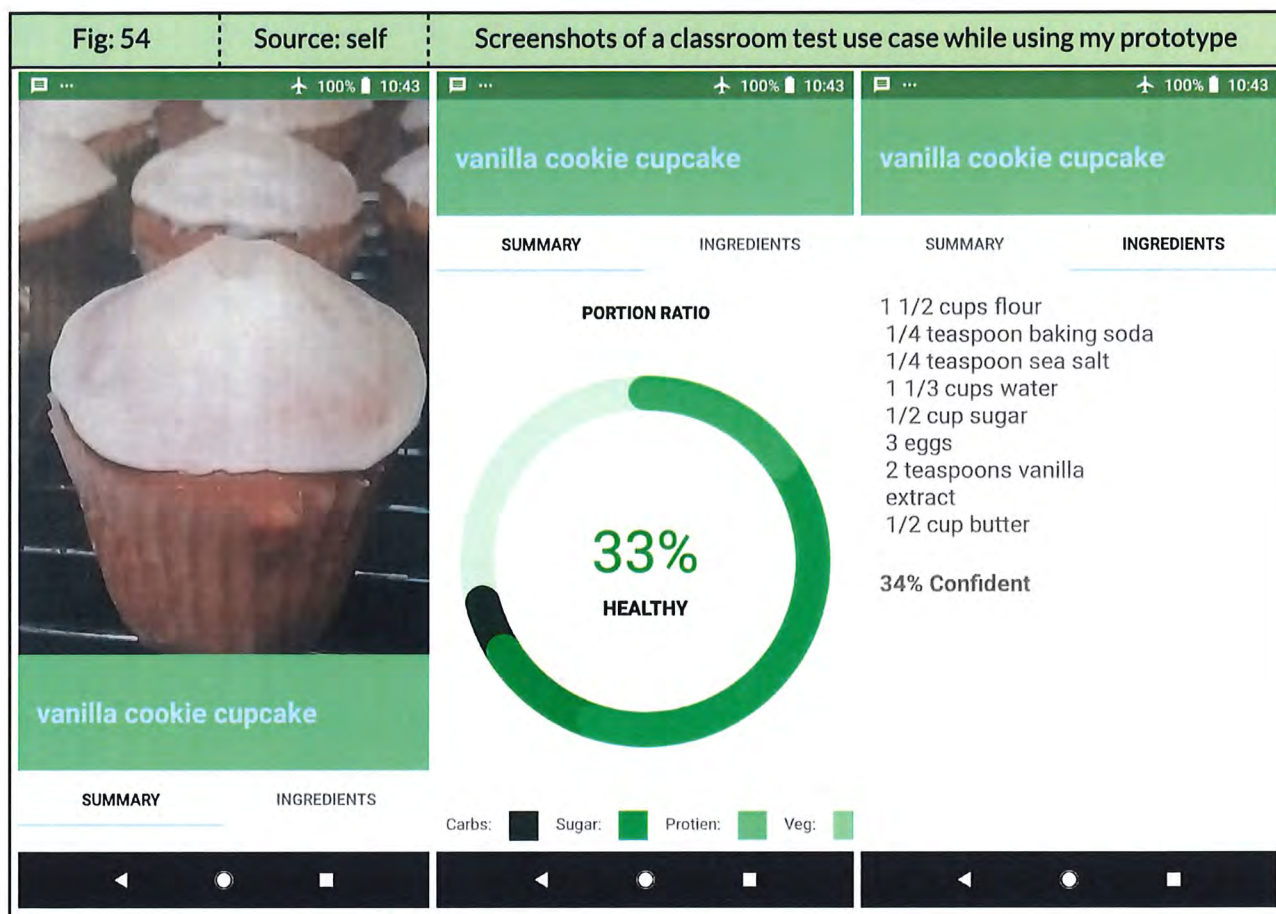 Fig: 54
Source: self
Screenshots of a classroom test use case while using my prototype
100% 10:43
vanilla cookie cupcake
SUMMARY INGREDIENTS
100% 10:43
vanilla cookie cupcake
SUMMARY INGREDIENTS
PORTION RATIO
33%
HEALTHY
Carbs: Sugar: Protien: Veg:
100% 10:43
vanilla cookie cupcake
SUMMARY INGREDIENTS
1 1/2 cups flour
1/4 teaspoon baking soda
1/4 teaspoon sea salt
1 1/3 cups water
1/2 cup sugar
3 eggs
2 teaspoons vanilla
extract
1/2 cup butter
34% Confident